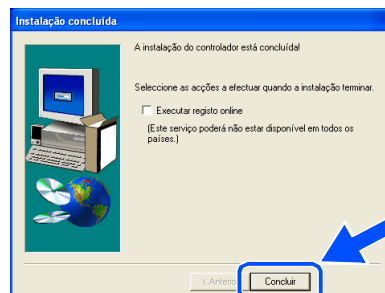 Instalação concluída
A instalação do controlador está concluída!
Seleccione as acções a efectuar quando a instalação terminar.
Executar registo online
(Este serviço poderá não estar disponível em todos os
países.)
< Anterio
Concluir